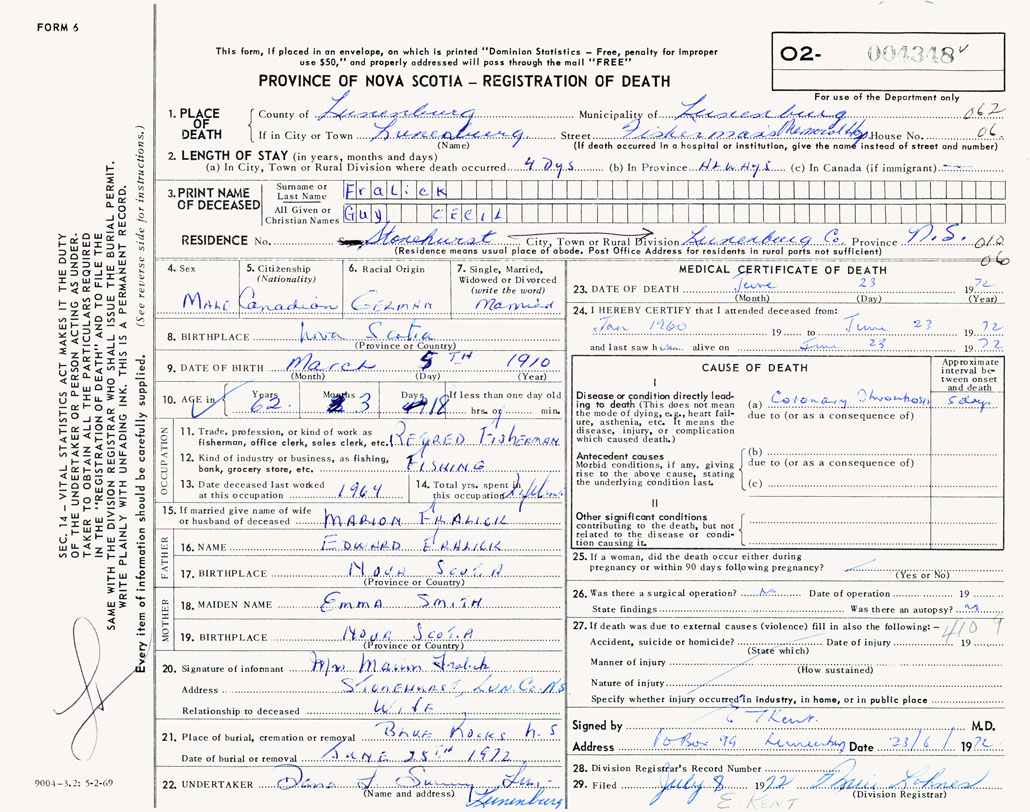 FORM 6
This form, if placed in an envelope, on which is printed "Dominion Statistics – Free, penalty for improper
use $50," and properly addressed will pass through the mail "FREE"
PROVINCE OF NOVA SCOTIA – REGISTRATION OF DEATH
O2- 004348
For use of the Department only
1. PLACE OF DEATH
County of Lunenburg Municipality of Lunenburg 062
If in City or Town Lunenburg Street Fisherman's Memorial House No. 06
(Name) (If death occurred in a hospital or institution, give the name instead of street and number)
2. LENGTH OF STAY (in years, months and days)
(a) In City, Town or Rural Division where death occurred 4 Dys (b) In Province Always (c) In Canada (if immigrant) —
3. PRINT NAME OF DECEASED
Surname or Last Name Fralick
All Given or Christian Names Guy CECIL
RESIDENCE No. Stonehurst City, Town or Rural Division Lunenburg Co. Province N.S. 010
06
(Residence means usual place of abode. Post Office Address for residents in rural parts not sufficient)
4. Sex MALE
5. Citizenship (Nationality) Canadian
6. Racial Origin GERMAN
7. Single, Married, Widowed or Divorced (write the word) Married
8. BIRTHPLACE Nova Scotia
(Province or Country)
9. DATE OF BIRTH March 5TH 1910
(Month) (Day) (Year)
10. AGE in Years 62 Months 3 Days 18 If less than one day old hrs. or min.
OCCUPATION
11. Trade, profession, or kind of work as fisherman, office clerk, sales clerk, etc. Retired Fisherman
12. Kind of industry or business, as fishing, bank, grocery store, etc. FISHING
13. Date deceased last worked at this occupation 1964
14. Total yrs. spent in this occupation Lifetime
15. If married give name of wife or husband of deceased MARION FRALICK
FATHER
16. NAME EDWARD FRALICK
17. BIRTHPLACE NOVA SCOTIA
(Province or Country)
MOTHER
18. MAIDEN NAME EMMA SMITH
19. BIRTHPLACE NOVA SCOTIA
(Province or Country)
20. Signature of informant Mrs Marion Fralick
Address STONEHURST, LUN. CO. NS
Relationship to deceased WIFE
21. Place of burial, cremation or removal BLUE ROCKS N.S
Date of burial or removal JUNE 25TH 1972
22. UNDERTAKER
(Name and address) Lunenburg
MEDICAL CERTIFICATE OF DEATH
23. DATE OF DEATH June 23 1972
(Month) (Day) (Year)
24. I HEREBY CERTIFY that I attended deceased from:
Jan 1960 19 to June 23 1972
and last saw him alive on June 23 1972
CAUSE OF DEATH
Approximate interval between onset and death
I
Disease or condition directly leading to death (This does not mean the mode of dying, e.g., heart failure, asthenia, etc. It means the disease, injury, or complication which caused death.)
(a) Coronary Thrombosis 5 days
due to (or as a consequence of)
Antecedent causes
Morbid conditions, if any, giving rise to the above cause, stating the underlying condition last.
(b)
due to (or as a consequence of)
(c)
II
Other significant conditions contributing to the death, but not related to the disease or condition causing it.
25. If a woman, did the death occur either during pregnancy or within 90 days following pregnancy?
(Yes or No)
26. Was there a surgical operation? No Date of operation 19
State findings Was there an autopsy? No
27. If death was due to external causes (violence) fill in also the following: – 410.9
Accident, suicide or homicide? Date of injury 19
(State which)
Manner of injury
(How sustained)
Nature of injury
Specify whether injury occurred in industry, in home, or in public place
Signed by E Kent. M.D.
Address PO Box 99 Lunenburg Date 23/6/ 1972
28. Division Registrar's Record Number
29. Filed July 8 1972
(Division Registrar)
E. KENT
SEC. 14 – VITAL STATISTICS ACT MAKES IT THE DUTY
OF THE UNDERTAKER OR PERSON ACTING AS UNDER-
TAKER TO OBTAIN ALL THE PARTICULARS REQUIRED
IN THE "REGISTRATION OF DEATH" AND TO FILE THE
SAME WITH THE DIVISION REGISTRAR WHO SHALL ISSUE THE BURIAL PERMIT.
WRITE PLAINLY WITH UNFADING INK. THIS IS A PERMANENT RECORD.
Every item of information should be carefully supplied. (See reverse side for instructions.)
9004-3.2: 5-2-69